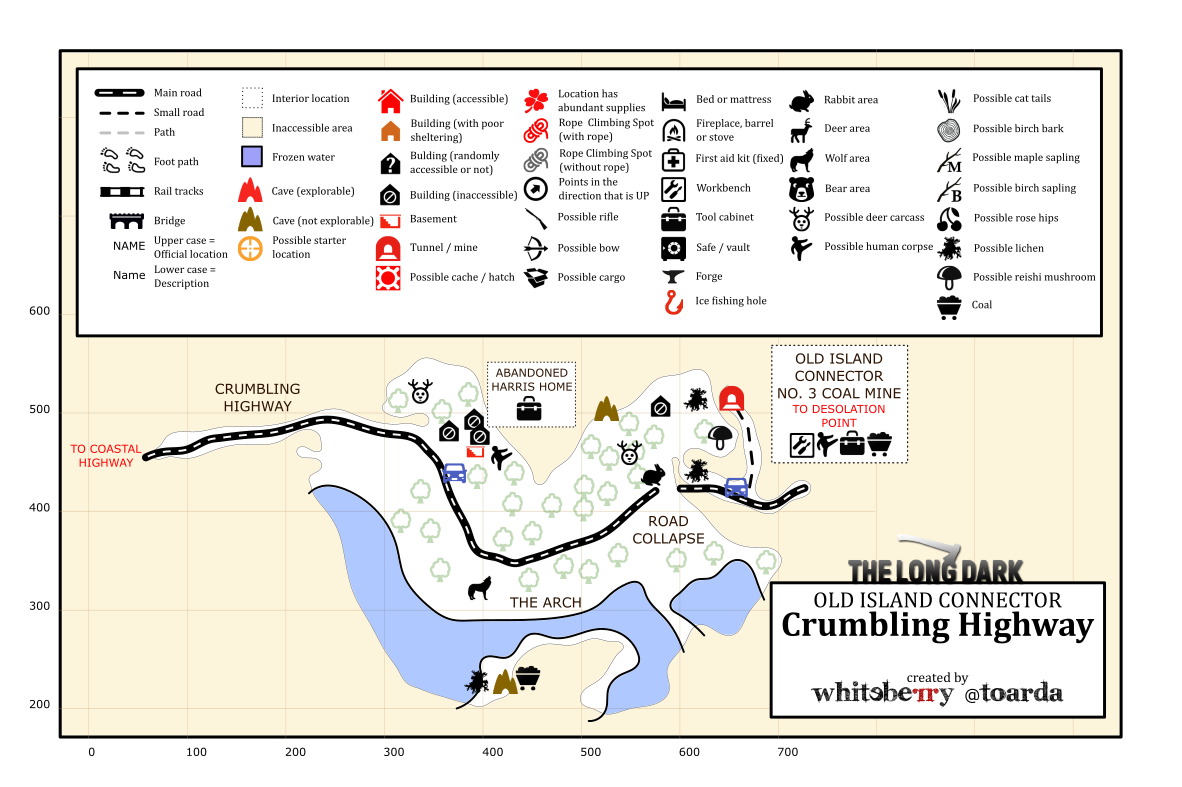 Main road
Small road
Path
Foot path
Rail tracks
Bridge
NAME
Upper case =
Official location
Name
Lower case =
Description
Interior location
Inaccessible area
Frozen water
Cave (explorable)
Cave (not explorable)
Possible starter
location
Building (accessible)
Building (with poor
sheltering)
Bulding (randomly
accessible or not)
Building (inaccessible)
Basement
Tunnel / mine
Possible cache / hatch
Location has
abundant supplies
Rope Climbing Spot
(with rope)
Rope Climbing Spot
(without rope)
Points in the
direction that is UP
Possible rifle
Possible bow
Possible cargo
Bed or mattress
Fireplace, barrel
or stove
First aid kit (fixed)
Workbench
Tool cabinet
Safe / vault
Forge
Ice fishing hole
Rabbit area
Deer area
Wolf area
Bear area
Possible deer carcass
Possible human corpse
Possible cat tails
Possible birch bark
M
Possible maple sapling
B
Possible birch sapling
Possible rose hips
Possible lichen
Possible reishi mushroom
Coal
600
500
400
300
200
0
100
200
300
400
500
600
700
CRUMBLING
HIGHWAY
TO COASTAL
HIGHWAY
ABANDONED
HARRIS HOME
OLD ISLAND
CONNECTOR
NO. 3 COAL MINE
TO DESOLATION
POINT
ROAD
COLLAPSE
THE ARCH
THE LONG DARK
OLD ISLAND CONNECTOR
Crumbling Highway
created by
whiteberry @toarda